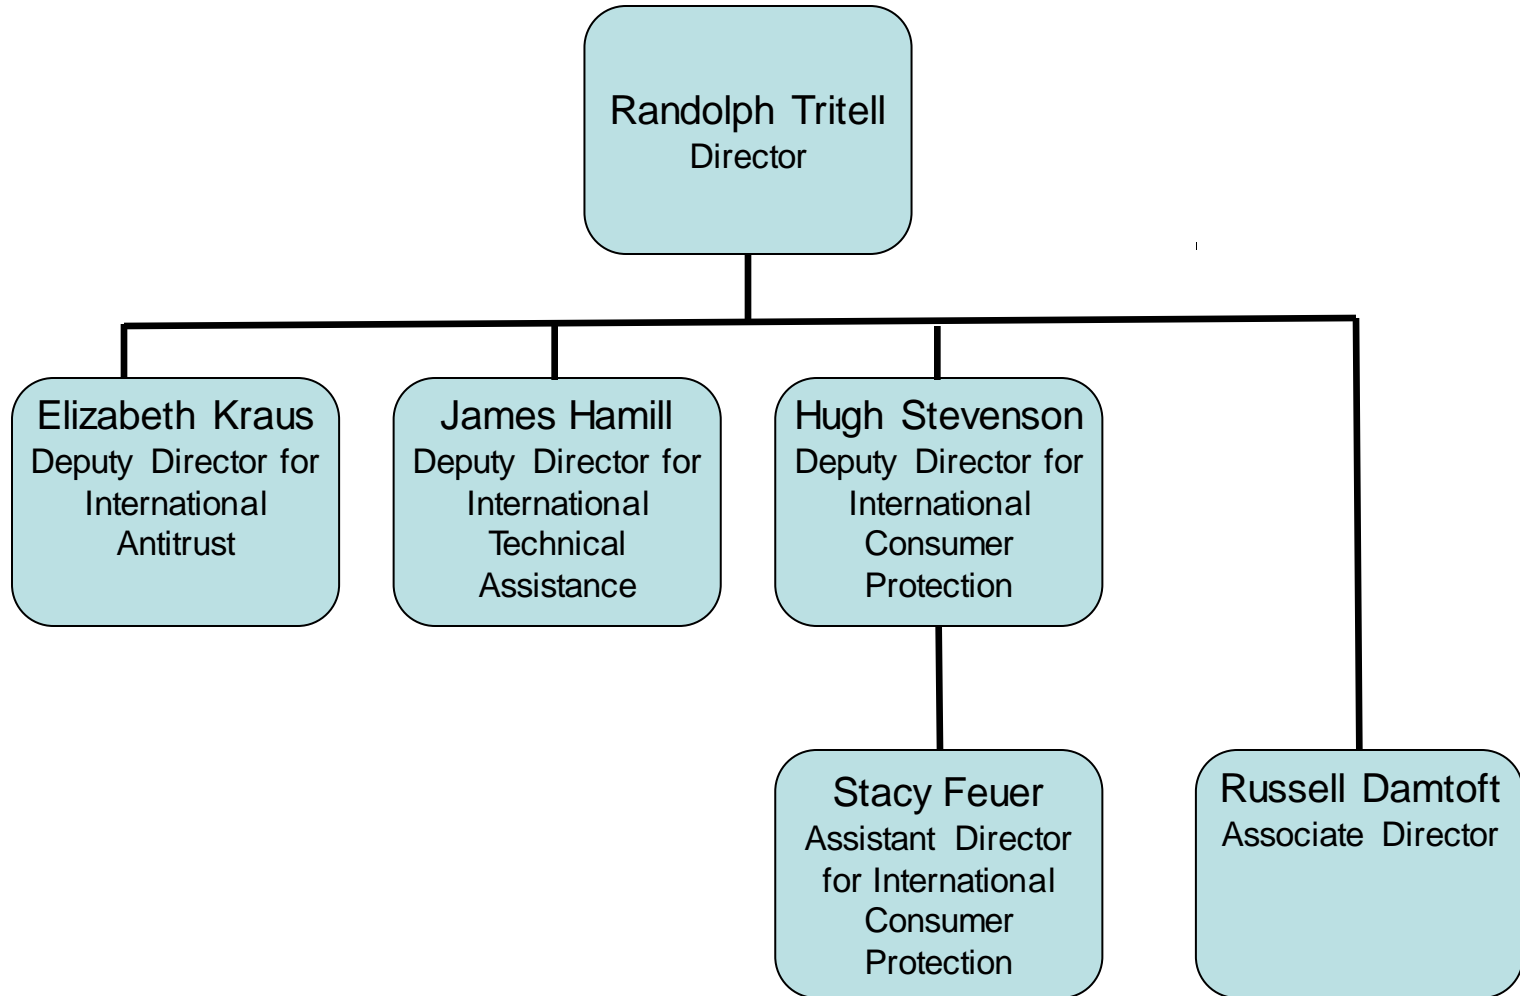 Randolph Tritell
Director
Elizabeth Kraus
Deputy Director for
International
Antitrust
James Hamill
Deputy Director for
International
Technical
Assistance
Hugh Stevenson
Deputy Director for
International
Consumer
Protection
Stacy Feuer
Assistant Director
for International
Consumer
Protection
Russell Damtoft
Associate Director